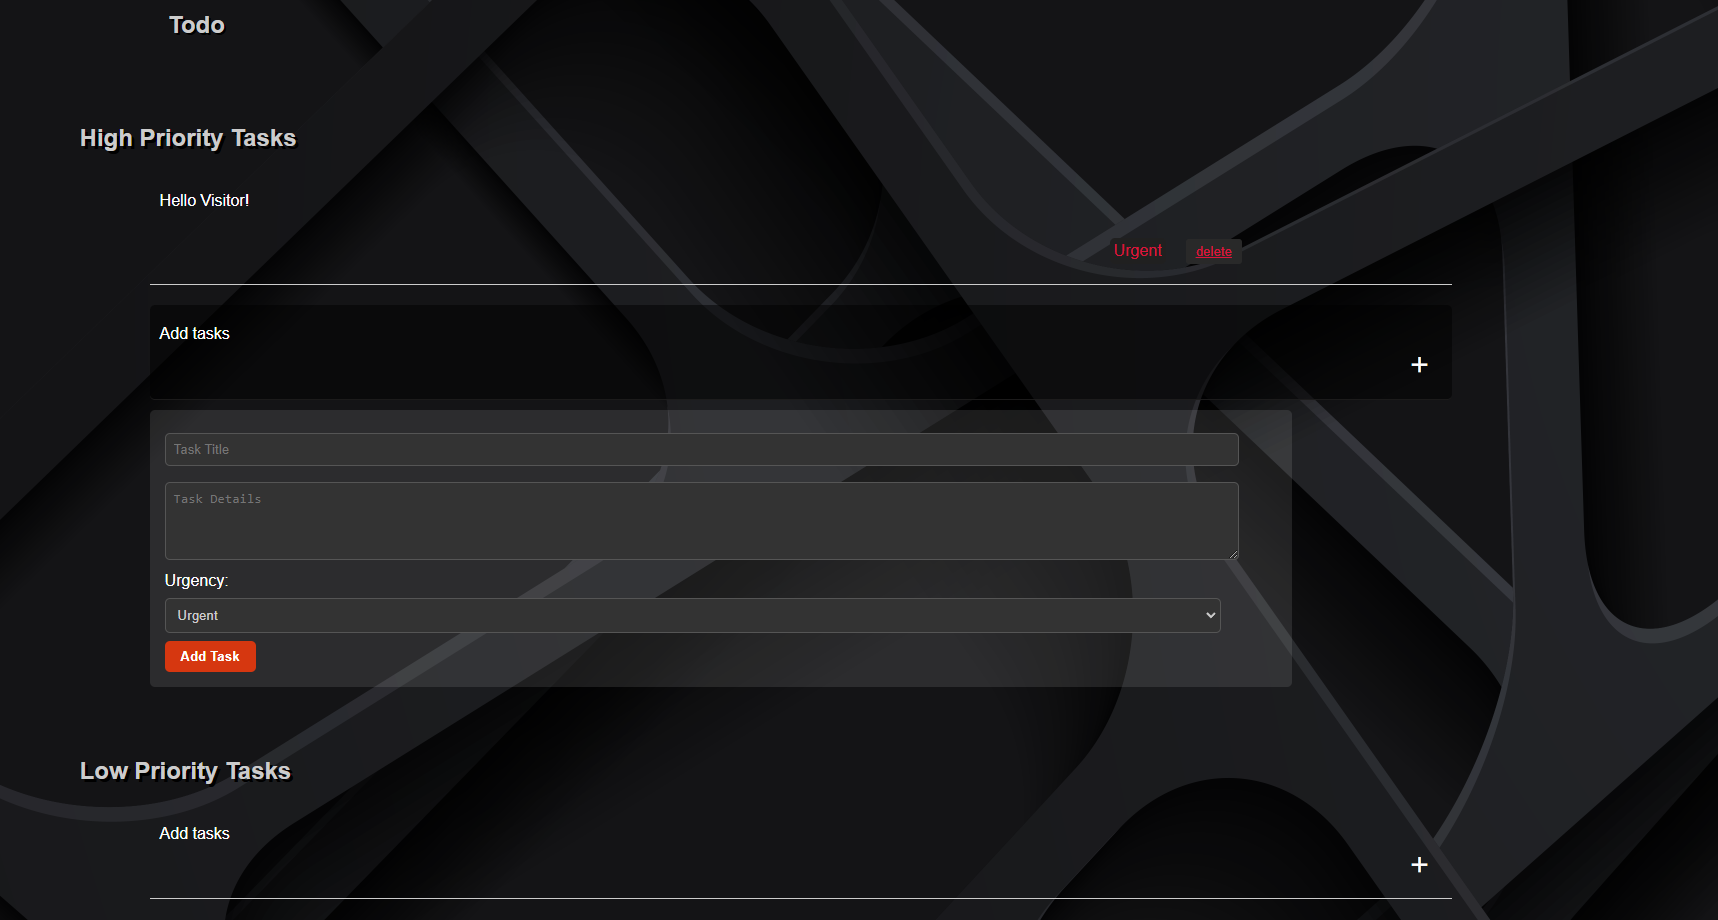 Todo
High Priority Tasks
Hello Visitor!
Urgent delete
Add tasks
+
Task Title
Task Details
Urgency:
Urgent
Add Task
Low Priority Tasks
Add tasks
+